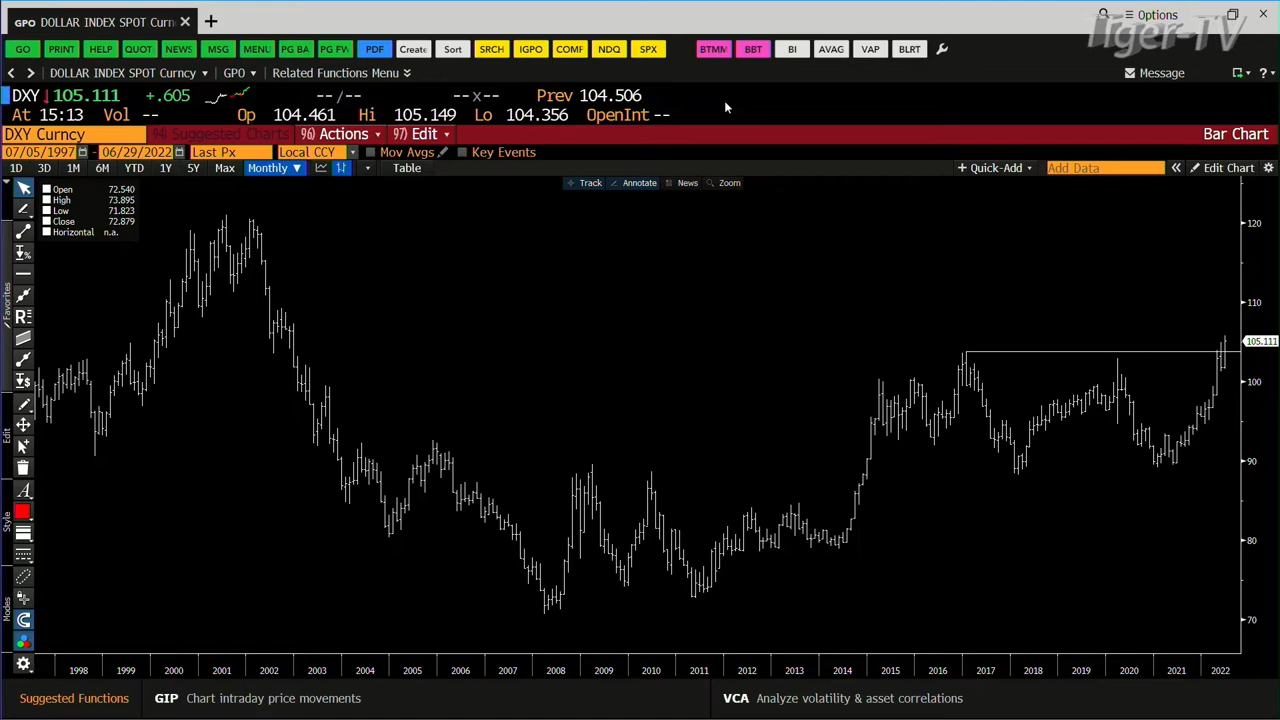 GPO DOLLAR INDEX SPOT Curn
Options
Tiger-TV
GO PRINT HELP QUOT NEWS MSG MENU PG BA PG FW PDF Create Sort SRCH IGPO COMF NDQ SPX BTMM BBT BI AVAG VAP BLRT
DOLLAR INDEX SPOT Curncy GPO Related Functions Menu Message
DXY 105.111 +.605 -- / -- -- x -- Prev 104.506
At 15:13 Vol -- Op 104.461 Hi 105.149 Lo 104.356 OpenInt --
DXY Curncy 94) Suggested Charts 96) Actions 97) Edit Bar Chart
07/05/1997 - 06/29/2022 Last Px Local CCY Mov Avgs Key Events
1D 3D 1M 6M YTD 1Y 5Y Max Monthly Table + Quick-Add Add Data Edit Chart
Track Annotate News Zoom
Open 72.540
High 73.895
Low 71.823
Close 72.879
Horizontal n.a.
Favorites
Edit
Style
Modes
120
110
105.111
100
90
80
70
1998 1999 2000 2001 2002 2003 2004 2005 2006 2007 2008 2009 2010 2011 2012 2013 2014 2015 2016 2017 2018 2019 2020 2021 2022
Suggested Functions GIP Chart intraday price movements VCA Analyze volatility & asset correlations